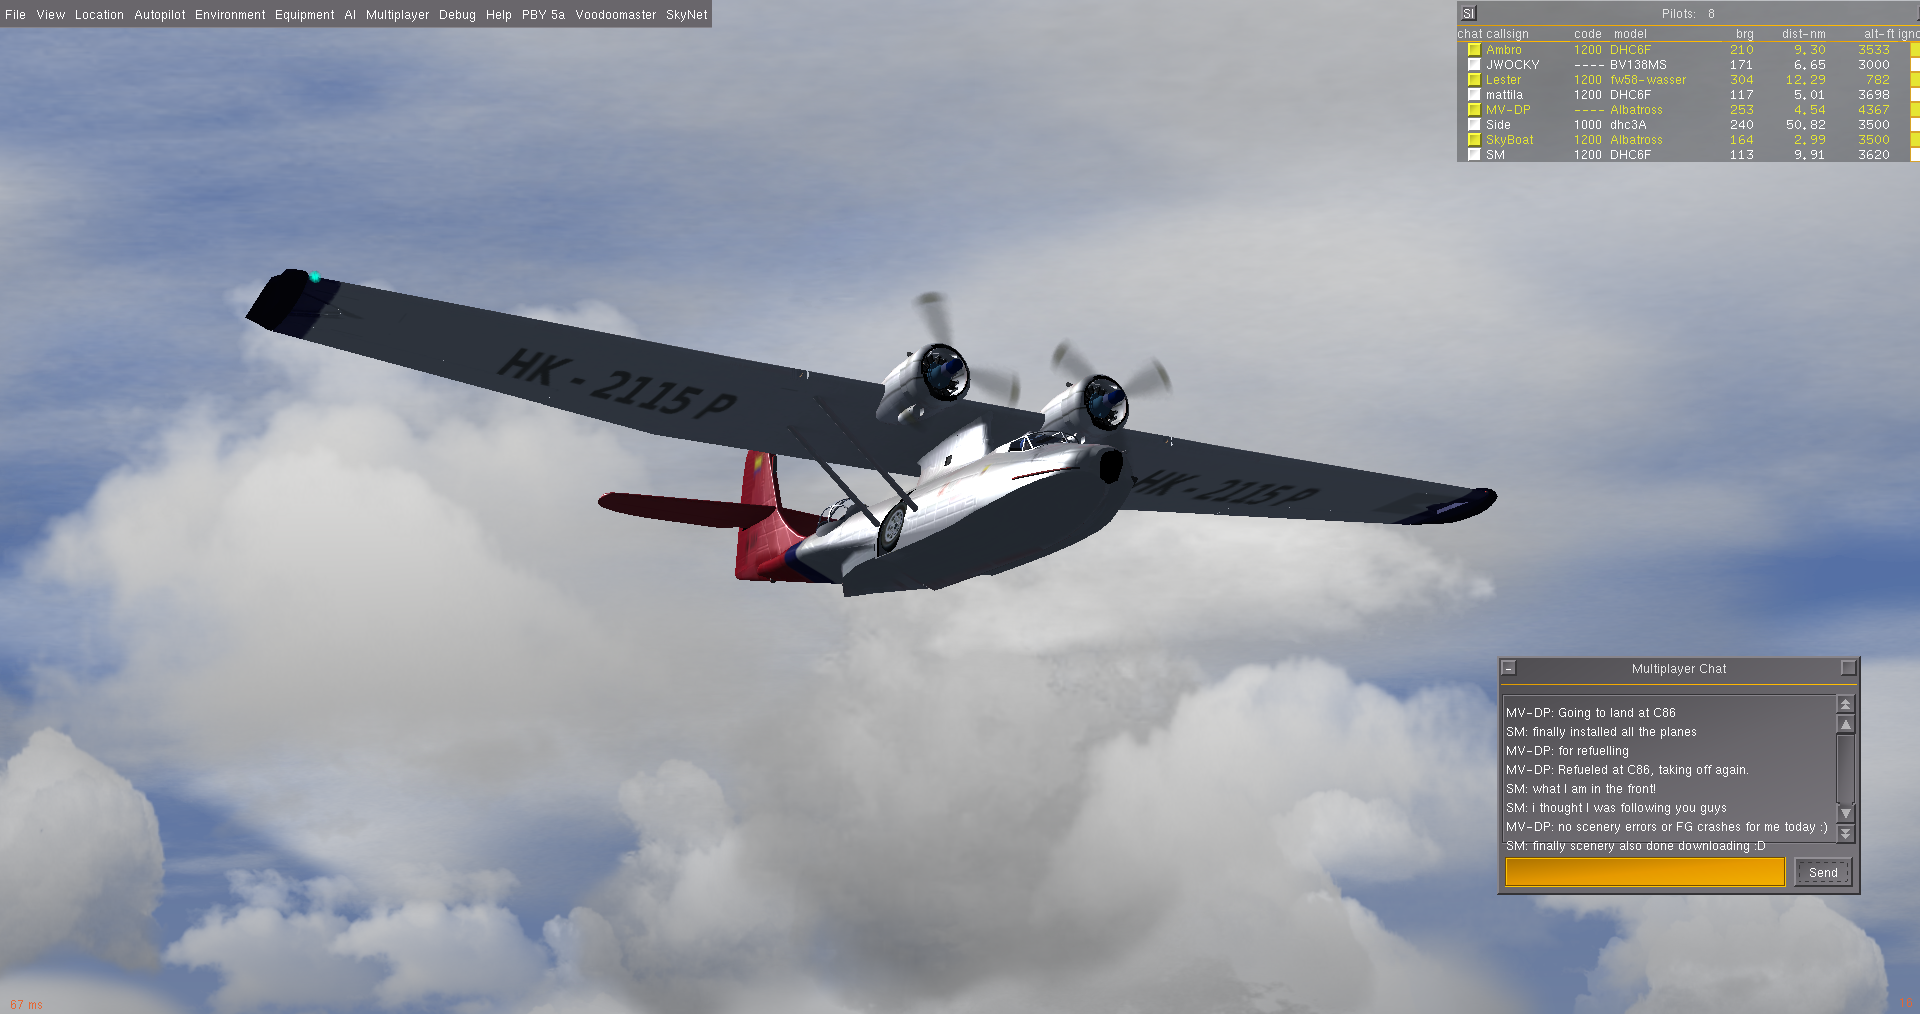 File View Location Autopilot Environment Equipment AI Multiplayer Debug Help PBY 5a Voodoomaster SkyNet
SI Pilots: 8
chat callsign code model brg dist-nm alt-ft
Ambro 1200 DHC6F 210 9.30 3533
JWOCKY ---- BV138MS 171 6.65 3000
Lester 1200 fw58-wasser 304 12.29 782
mattila 1200 DHC6F 117 5.01 3698
MV-DP ---- Albatross 253 4.54 4367
Side 1000 dhc3A 240 50.82 3500
SkyBoat 1200 Albatross 164 2.99 3500
SM 1200 DHC6F 113 9.91 3620
HK - 2115 P
HK - 2115 P
Multiplayer Chat
MV-DP: Going to land at C86
SM: finally installed all the planes
MV-DP: for refuelling
MV-DP: Refueled at C86, taking off again.
SM: what I am in the front!
SM: i thought I was following you guys
MV-DP: no scenery errors or FG crashes for me today :)
SM: finally scenery also done downloading :D
Send
67 ms